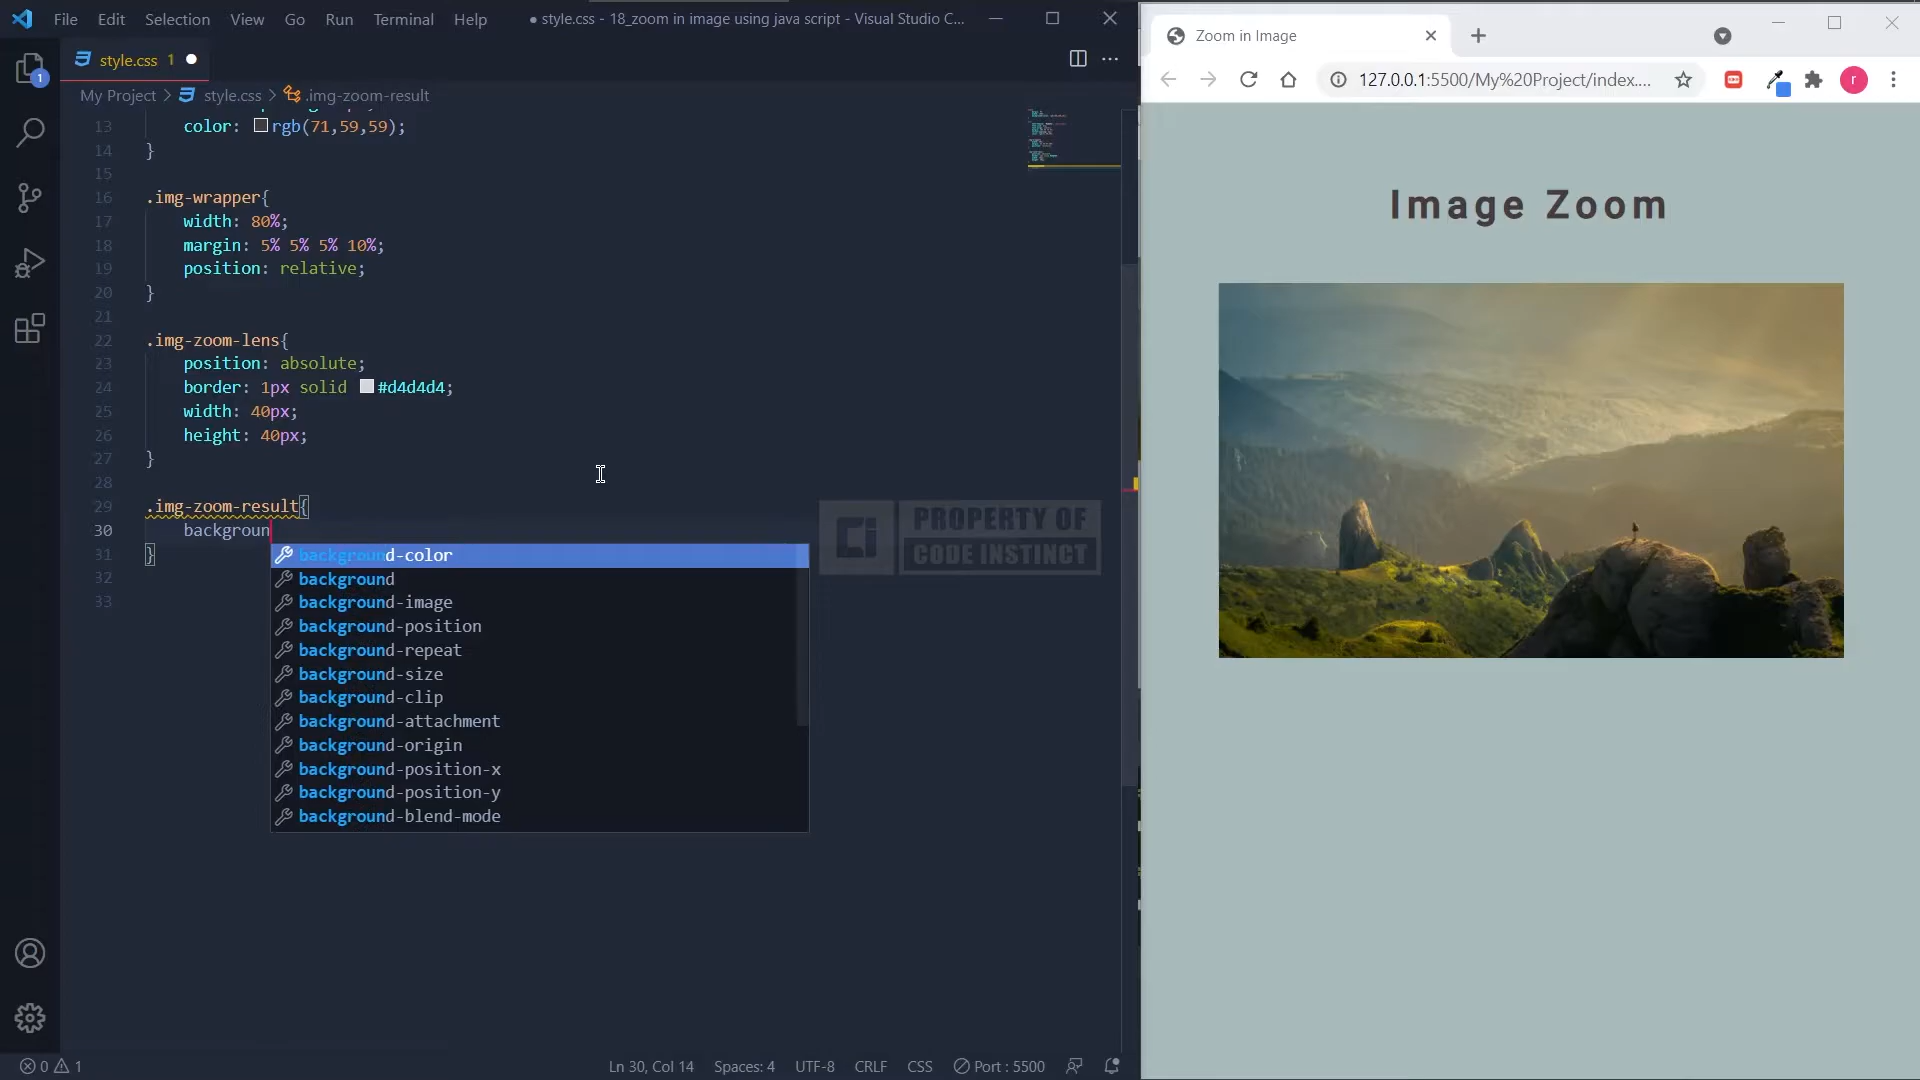 File Edit Selection View Go Run Terminal Help
● style.css - 18_zoom in image using java script - Visual Studio C...
style.css 1
My Project > style.css > .img-zoom-result
13 color: rgb(71,59,59);
14 }
15
16 .img-wrapper{
17 width: 80%;
18 margin: 5% 5% 5% 10%;
19 position: relative;
20 }
21
22 .img-zoom-lens{
23 position: absolute;
24 border: 1px solid #d4d4d4;
25 width: 40px;
26 height: 40px;
27 }
28
29 .img-zoom-result{
30 backgroun
31 }
32
33
background-color
background
background-image
background-position
background-repeat
background-size
background-clip
background-attachment
background-origin
background-position-x
background-position-y
background-blend-mode
Ci
PROPERTY OF
CODE INSTINCT
1
0 1
Ln 30, Col 14 Spaces: 4 UTF-8 CRLF CSS Port : 5500
Zoom in Image
127.0.0.1:5500/My%20Project/index....
r
Image Zoom